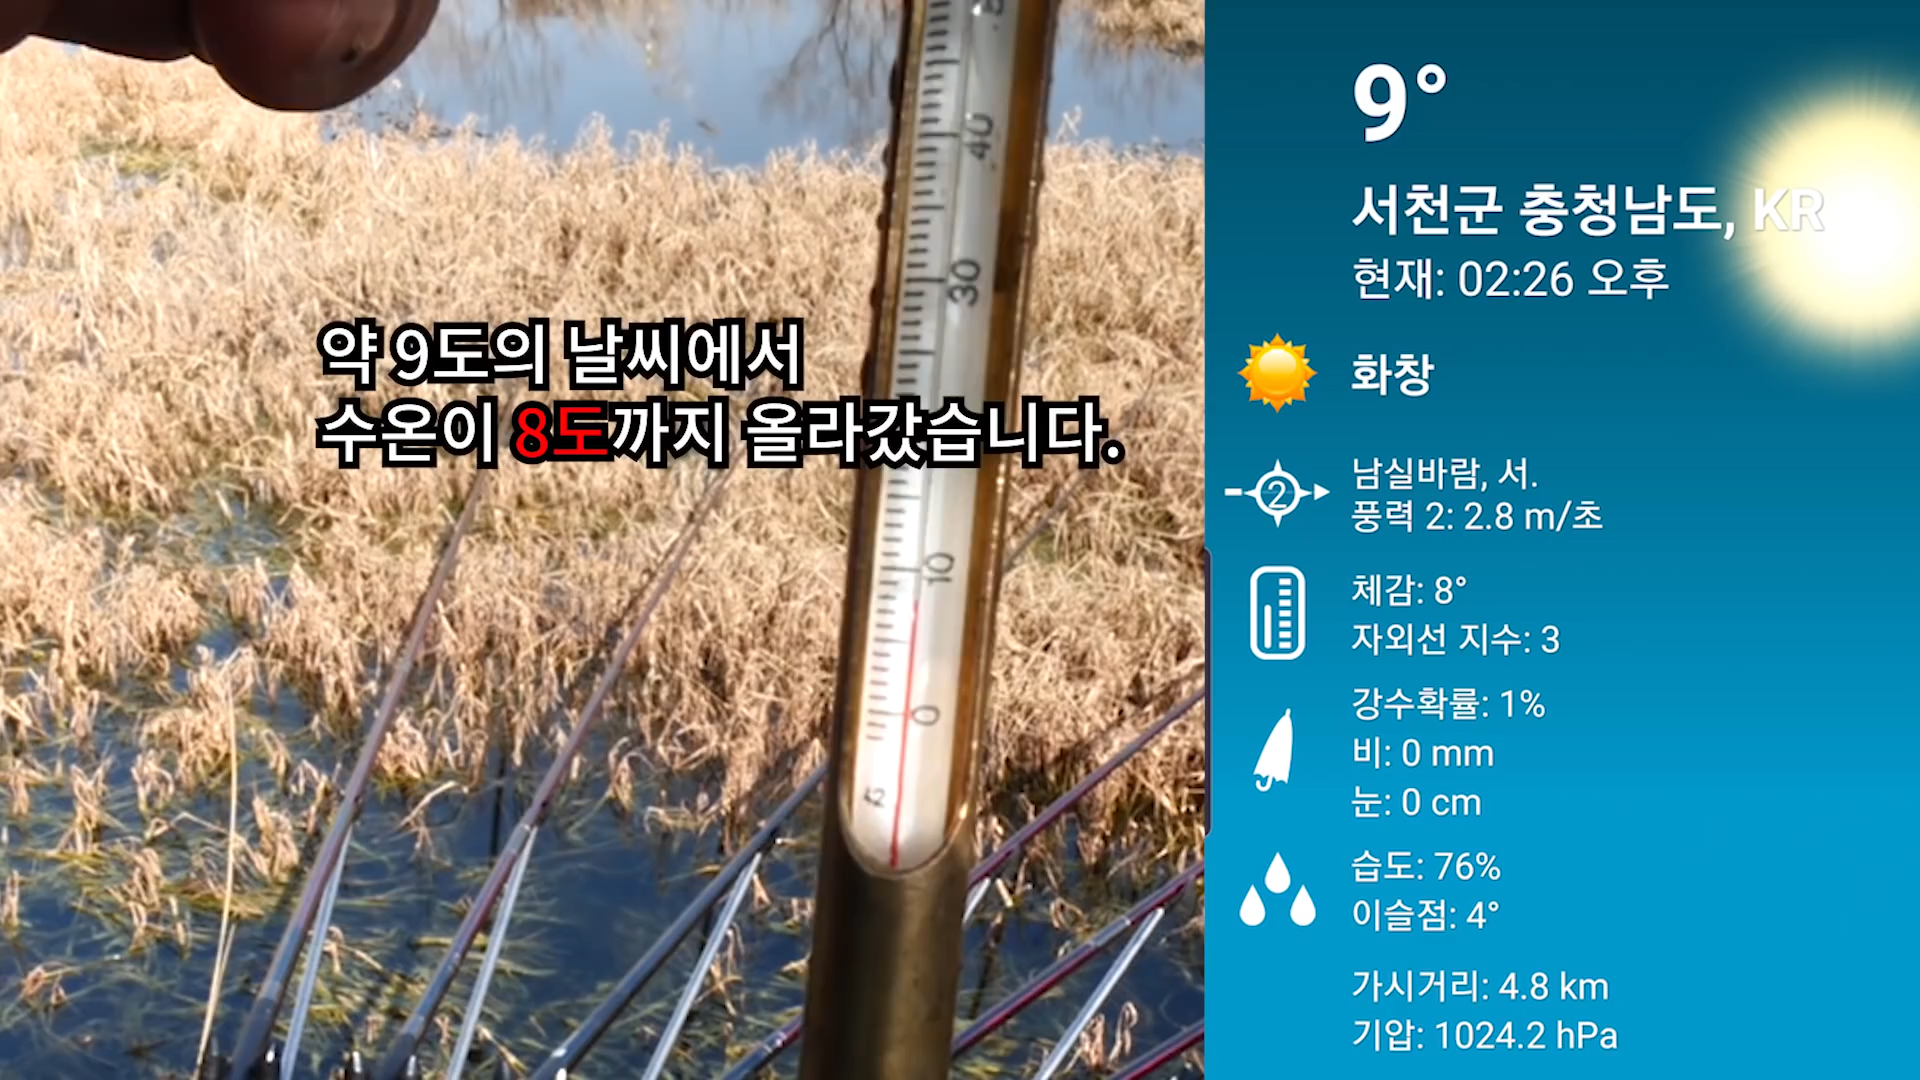 약 9도의 날씨에서
수온이 8도까지 올라갔습니다.
40
30
10
0
9°
서천군 충청남도, KR
현재: 02:26 오후
화창
2
남실바람, 서.
풍력 2: 2.8 m/초
체감: 8°
자외선 지수: 3
강수확률: 1%
비: 0 mm
눈: 0 cm
습도: 76%
이슬점: 4°
가시거리: 4.8 km
기압: 1024.2 hPa